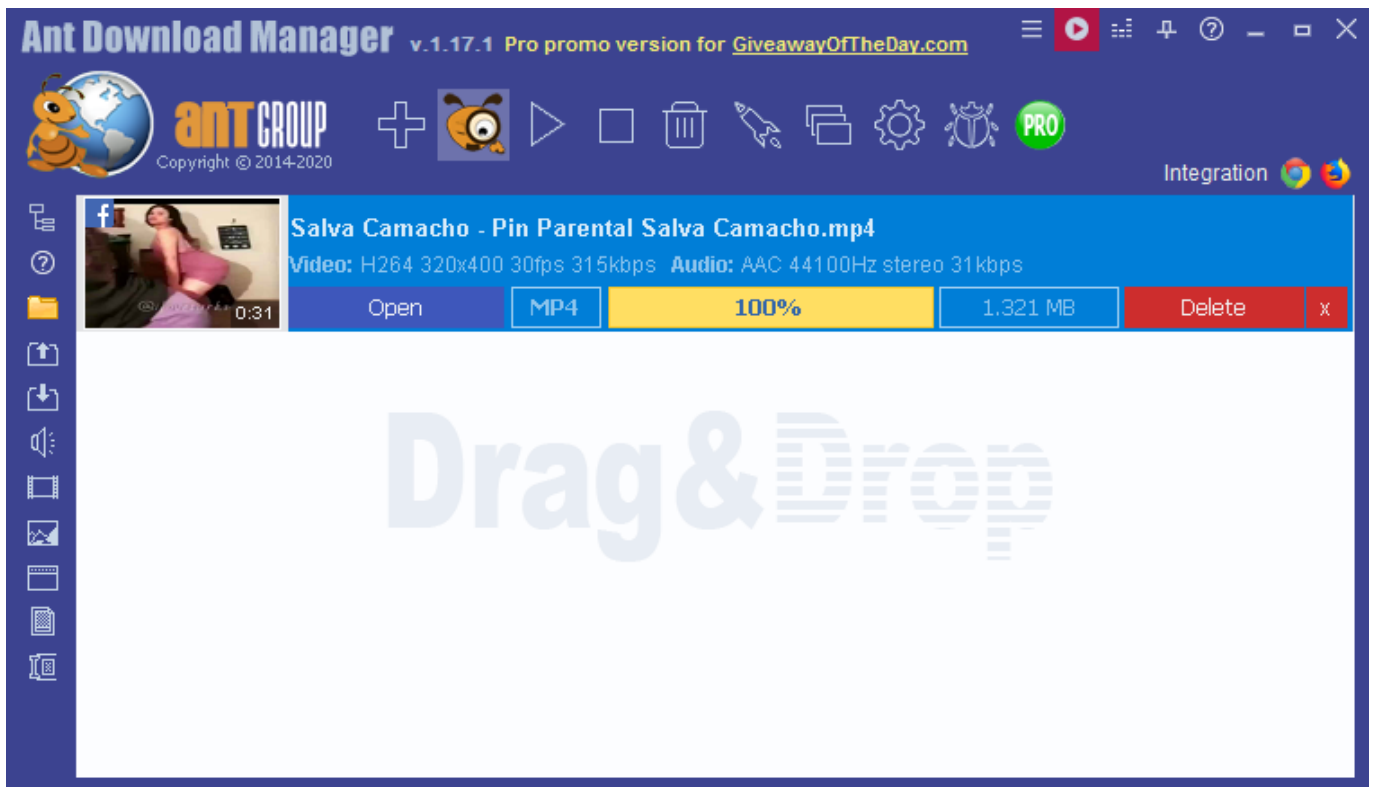 Ant Download Manager v.1.17.1 Pro promo version for GiveawayOfTheDay.com
ANT GROUP
Copyright © 2014-2020
PRO
Integration
f
Salva Camacho - Pin Parental Salva Camacho.mp4
Video: H264 320x400 30fps 315kbps Audio: AAC 44100Hz stereo 31kbps
0:31
Open MP4 100% 1.321 MB Delete x
Drag&Drop